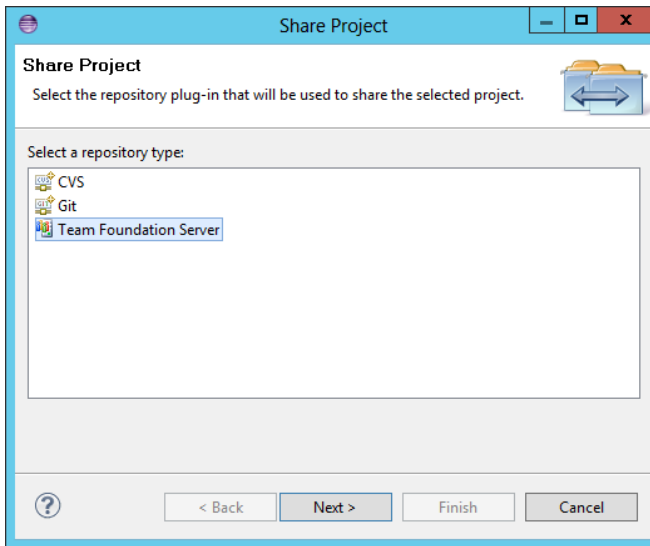 Share Project
Share Project
Select the repository plug-in that will be used to share the selected project.
Select a repository type:
CVS
Git
Team Foundation Server
< Back Next > Finish Cancel